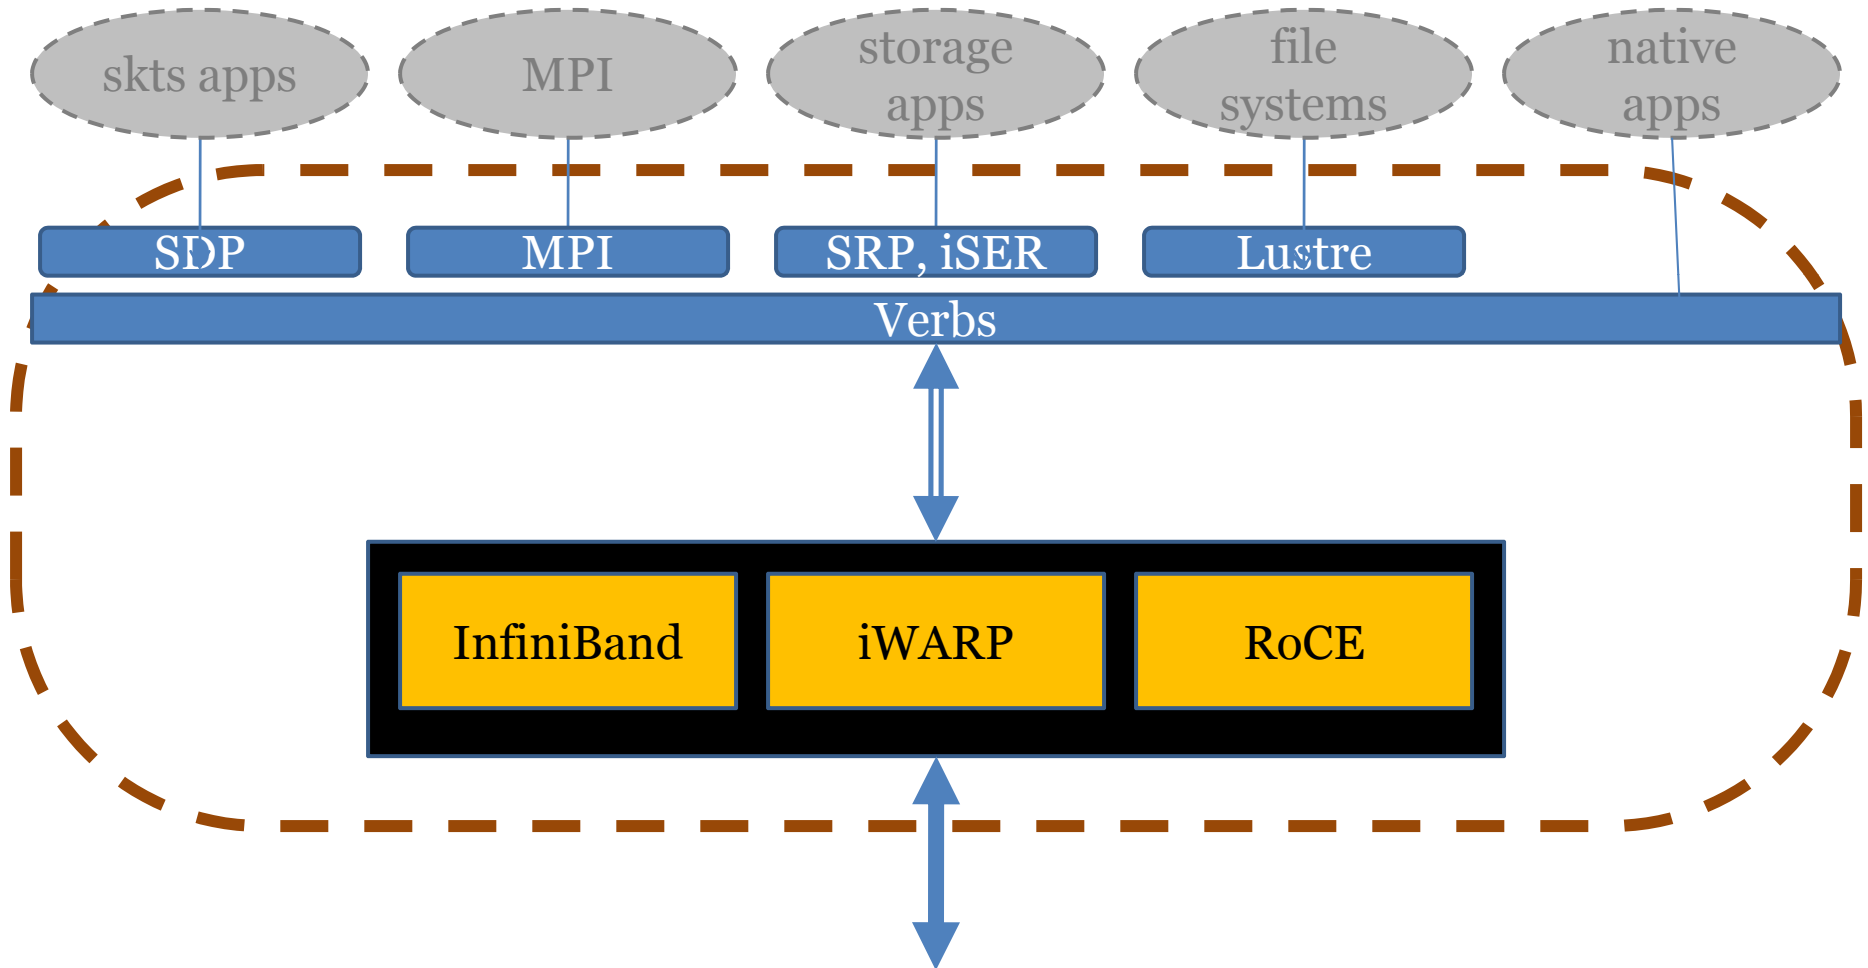 skts apps
MPI
storage
apps
file
systems
native
apps
SDP
MPI
SRP, iSER
Lustre
Verbs
InfiniBand
iWARP
RoCE